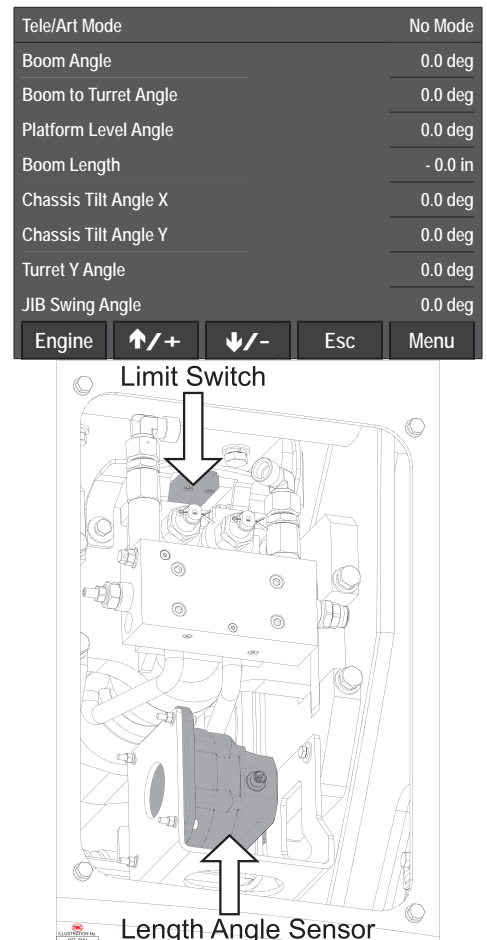 Tele/Art Mode No Mode
Boom Angle 0.0 deg
Boom to Turret Angle 0.0 deg
Platform Level Angle 0.0 deg
Boom Length - 0.0 in
Chassis Tilt Angle X 0.0 deg
Chassis Tilt Angle Y 0.0 deg
Turret Y Angle 0.0 deg
JIB Swing Angle 0.0 deg
Engine ↑/+ ↓/- Esc Menu
Limit Switch
Length Angle Sensor
ILLUSTRATION No.